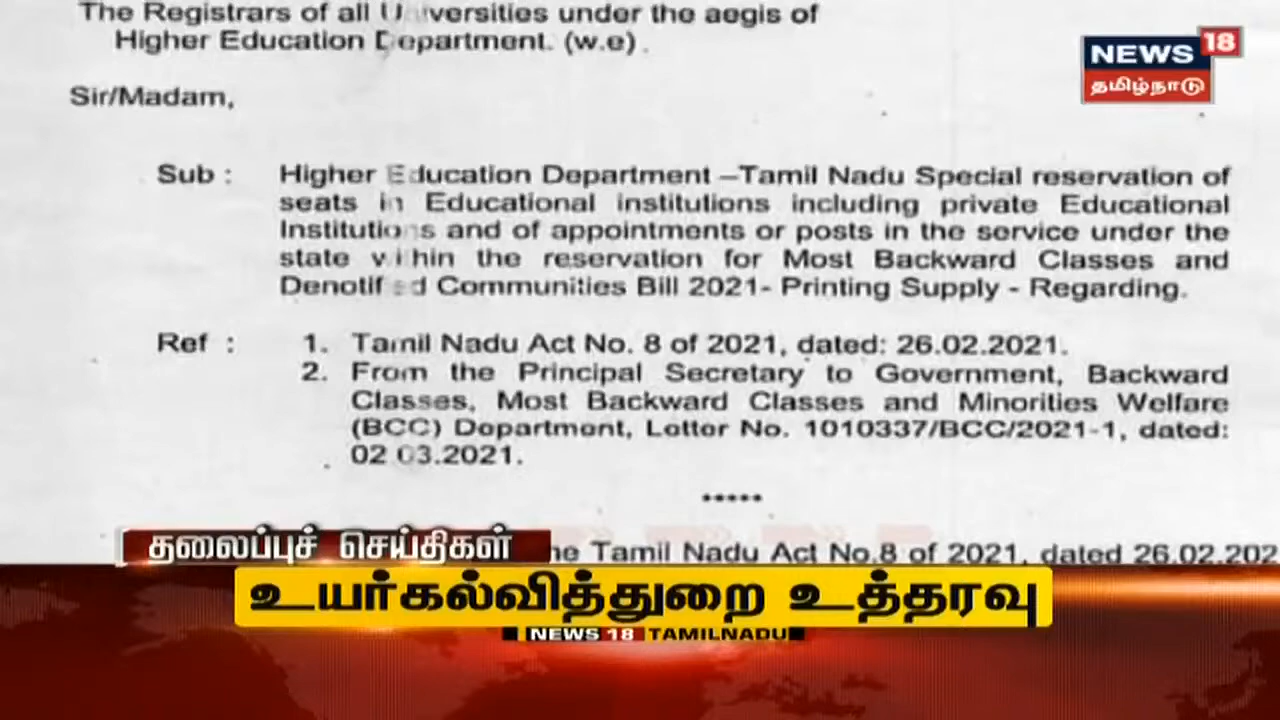 The Registrars of all Universities under the aegis of
Higher Education Department. (w.e)
NEWS 18
தமிழ்நாடு
Sir/Madam,
Sub : Higher Education Department –Tamil Nadu Special reservation of
seats in Educational institutions including private Educational
Institutions and of appointments or posts in the service under the
state within the reservation for Most Backward Classes and
Denotified Communities Bill 2021- Printing Supply - Regarding.
Ref : 1. Tamil Nadu Act No. 8 of 2021, dated: 26.02.2021.
2. From the Principal Secretary to Government, Backward
Classes, Most Backward Classes and Minorities Welfare
(BCC) Department, Letter No. 1010337/BCC/2021-1, dated:
02 03.2021.
*****
தலைப்புச் செய்திகள்
Tamil Nadu Act No.8 of 2021, dated 26.02.202
உயர்கல்வித்துறை உத்தரவு
NEWS 18 TAMILNADU